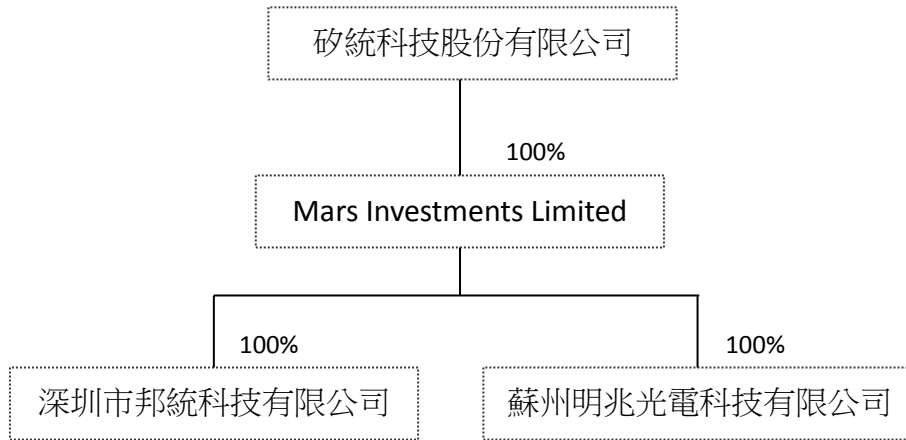 矽統科技股份有限公司
100%
Mars Investments Limited
100%
100%
深圳市邦統科技有限公司
蘇州明兆光電科技有限公司